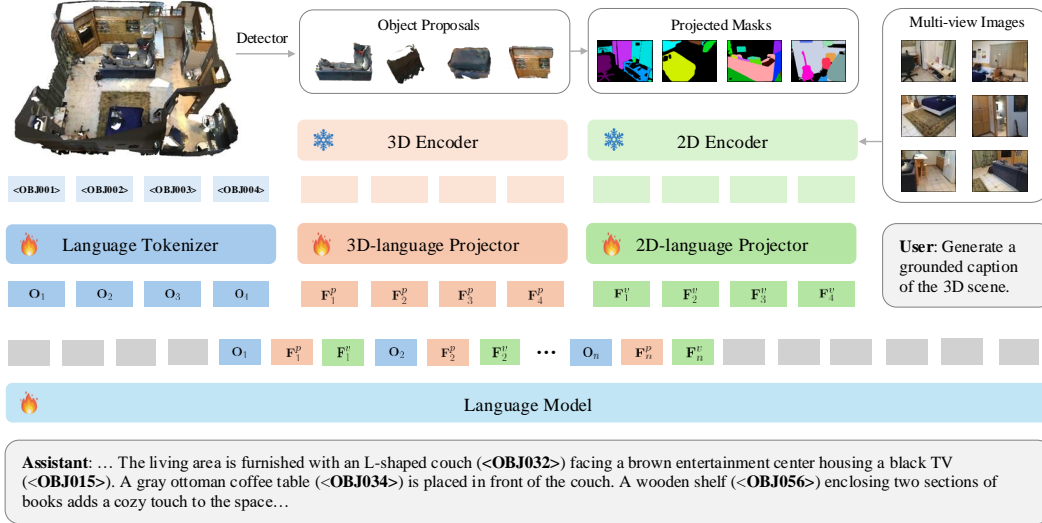 Detector
Object Proposals
Projected Masks
Multi-view Images
3D Encoder
2D Encoder
<OBJ001> <OBJ002> <OBJ003> <OBJ004>
Language Tokenizer
3D-language Projector
2D-language Projector
User: Generate a
grounded caption
of the 3D scene.
O₁ O₂ O₃ O₄
F₁ᵖ F₂ᵖ F₃ᵖ F₄ᵖ
F₁ᵛ F₂ᵛ F₃ᵛ F₄ᵛ
O₁ F₁ᵖ F₁ᵛ O₂ F₂ᵖ F₂ᵛ ... Oₙ Fₙᵖ Fₙᵛ
Language Model
Assistant: … The living area is furnished with an L-shaped couch (<OBJ032>) facing a brown entertainment center housing a black TV
(<OBJ015>). A gray ottoman coffee table (<OBJ034>) is placed in front of the couch. A wooden shelf (<OBJ056>) enclosing two sections of
books adds a cozy touch to the space…